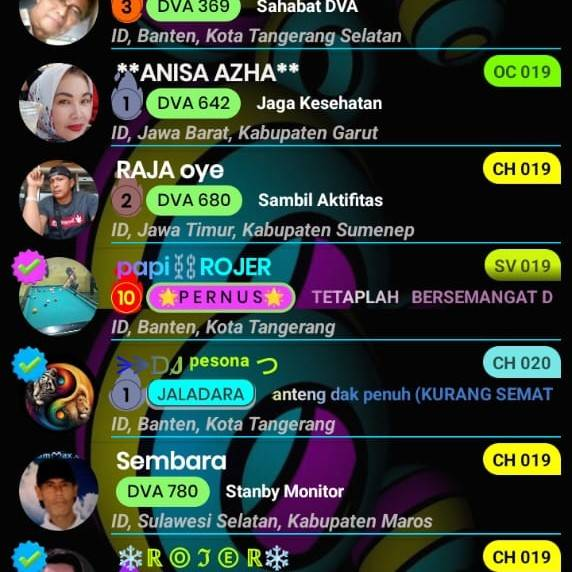 3 DVA 369 Sahabat DVA
ID, Banten, Kota Tangerang Selatan
**ANISA AZHA** OC 019
1 DVA 642 Jaga Kesehatan
ID, Jawa Barat, Kabupaten Garut
RAJA oye CH 019
2 DVA 680 Sambil Aktifitas
ID, Jawa Timur, Kabupaten Sumenep
papi⛓ROJER SV 019
10 🌟PERNUS🌟 TETAPLAH BERSEMANGAT D
ID, Banten, Kota Tangerang
⋗DJ pesona つ CH 020
1 JALADARA anteng dak penuh (KURANG SEMAT
ID, Banten, Kota Tangerang
Sembara CH 019
DVA 780 Stanby Monitor
ID, Sulawesi Selatan, Kabupaten Maros
❄️ℝⓄℐⒺℝ❄️ CH 019